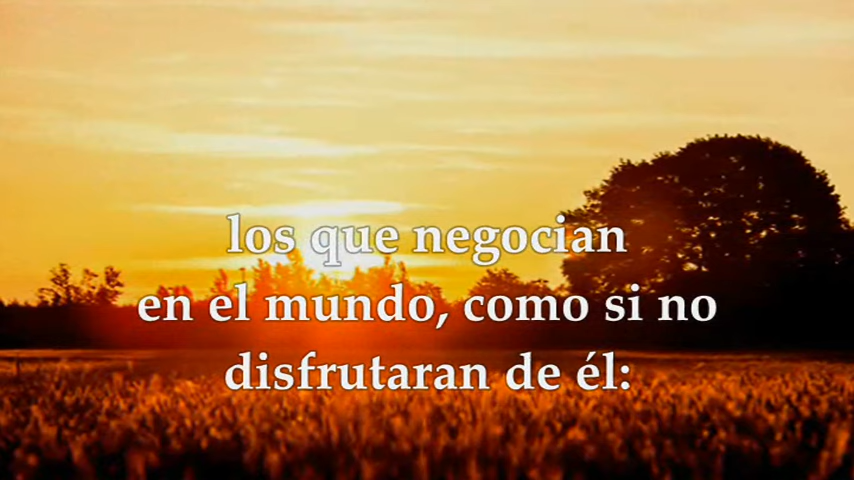 los que negocian
en el mundo, como si no
disfrutaran de él: